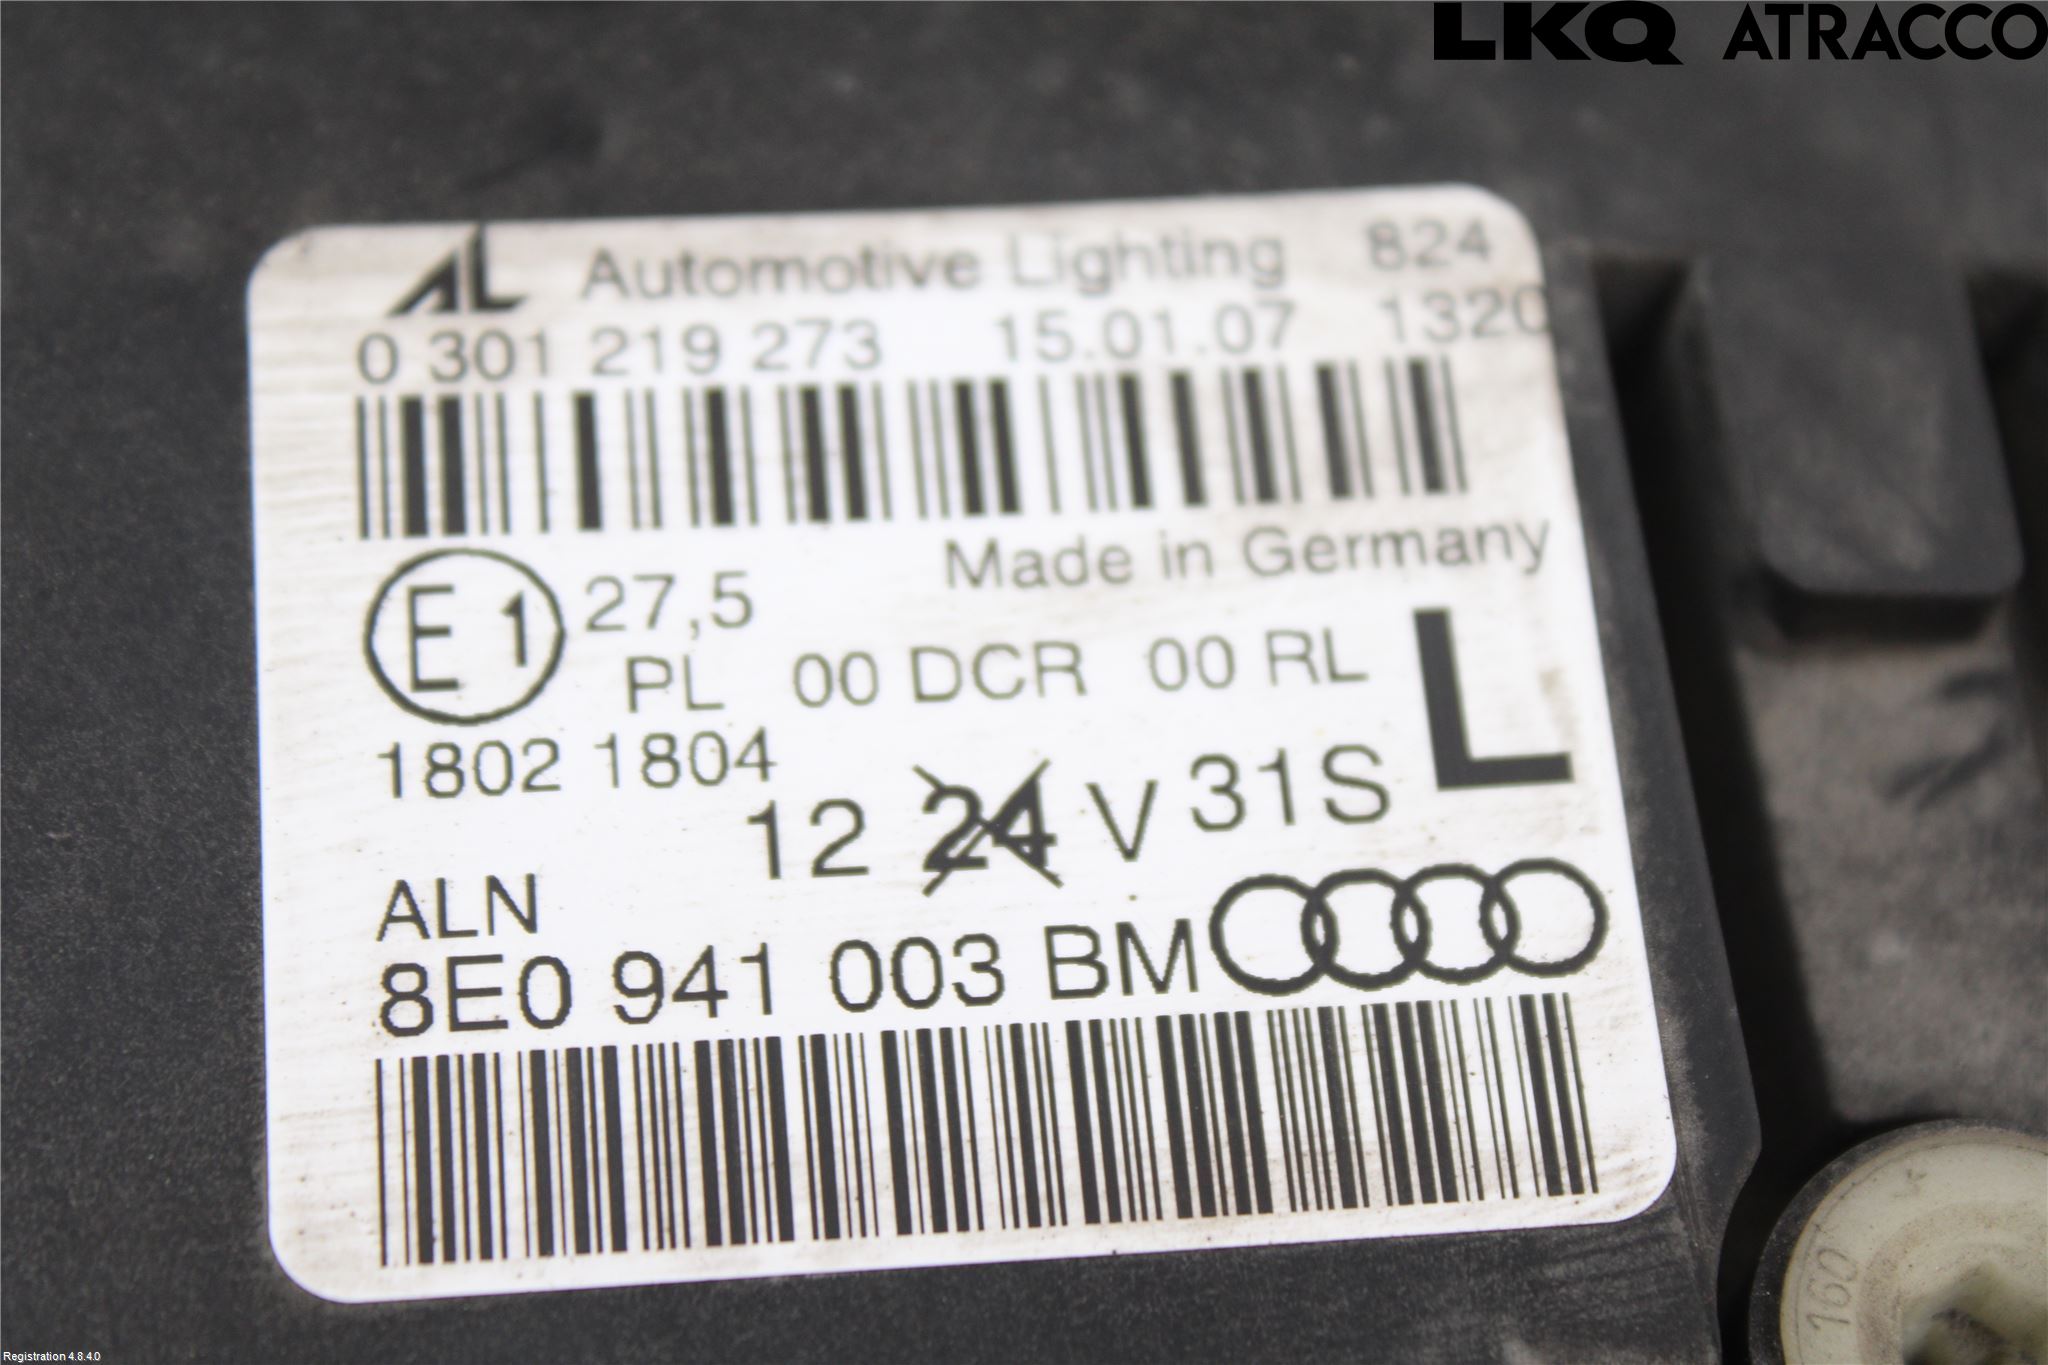 LKQ ATRACCO
AL Automotive Lighting 824
0 301 219 273 15.01.07 1320
Made in Germany
E1 27,5
PL 00 DCR 00 RL L
1802 1804
12 24 V 31S
ALN
8E0 941 003 BM
160
Registration 4.8.4.0